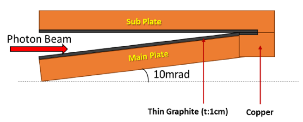 Sub Plate
Photon Beam
Main Plate
10mrad
Thin Graphite (t:1cm)
Copper